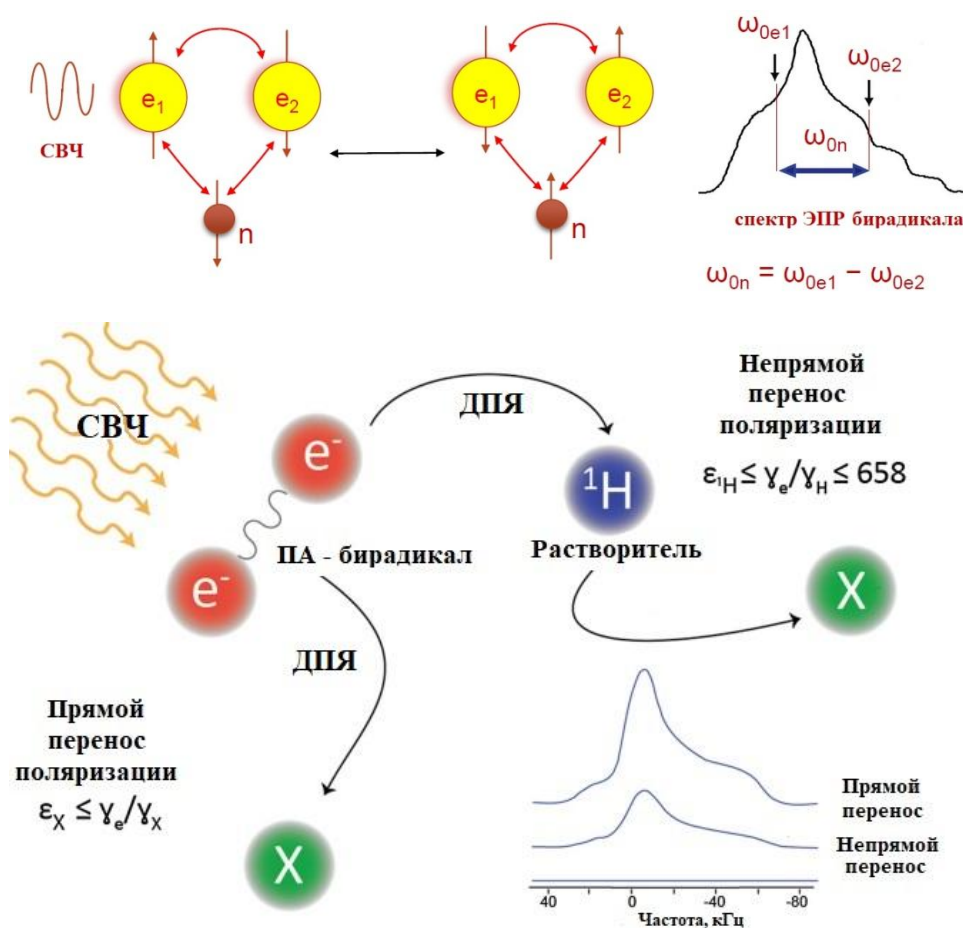 СВЧ
e₁
e₂
n
e₁
e₂
n
ω₀ₑ₁
ω₀ₑ₂
ω₀ₙ
спектр ЭПР бирадикала
ω₀ₙ = ω₀ₑ₁ − ω₀ₑ₂
СВЧ
e⁻
e⁻
ПА - бирадикал
ДПЯ
¹H
Растворитель
Непрямой
перенос
поляризации
ε¹H ≤ γₑ/γH ≤ 658
X
ДПЯ
Прямой
перенос
поляризации
εX ≤ γₑ/γX
X
Прямой
перенос
Непрямой
перенос
40 0 -40 -80
Частота, кГц